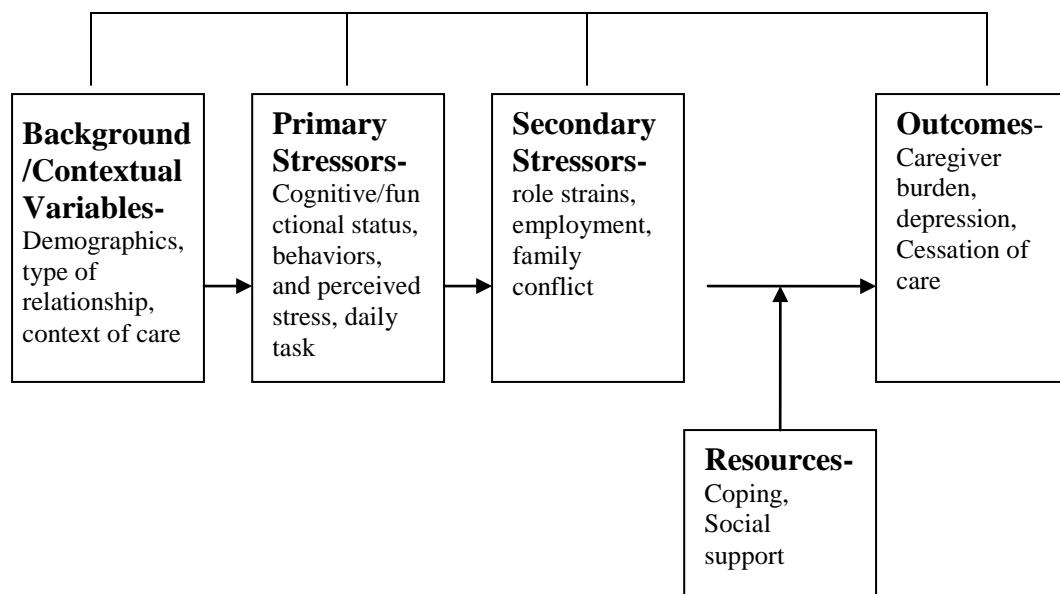 Background
/Contextual
Variables-
Demographics,
type of
relationship,
context of care
Primary
Stressors-
Cognitive/fun
ctional status,
behaviors,
and perceived
stress, daily
task
Secondary
Stressors-
role strains,
employment,
family
conflict
Outcomes-
Caregiver
burden,
depression,
Cessation of
care
Resources-
Coping,
Social
support